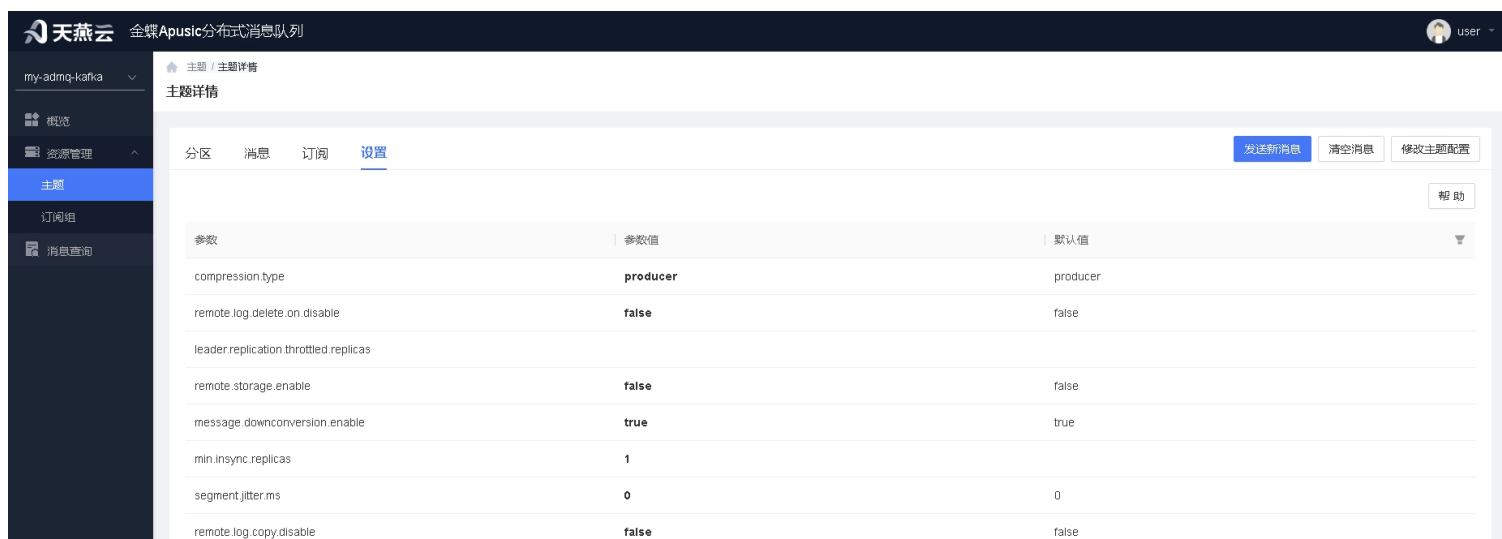 天燕云 金蝶Apusic分布式消息队列 user
my-admq-kafka
主题 / 主题详情
主题详情
概览
资源管理
主题
订阅组
消息查询
分区 消息 订阅 设置 发送新消息 清空消息 修改主题配置
帮 助
参数 参数值 默认值
compression.type producer producer
remote.log.delete.on.disable false false
leader.replication.throttled.replicas
remote.storage.enable false false
message.downconversion.enable true true
min.insync.replicas 1
segment.jitter.ms 0 0
remote.log.copy.disable false false